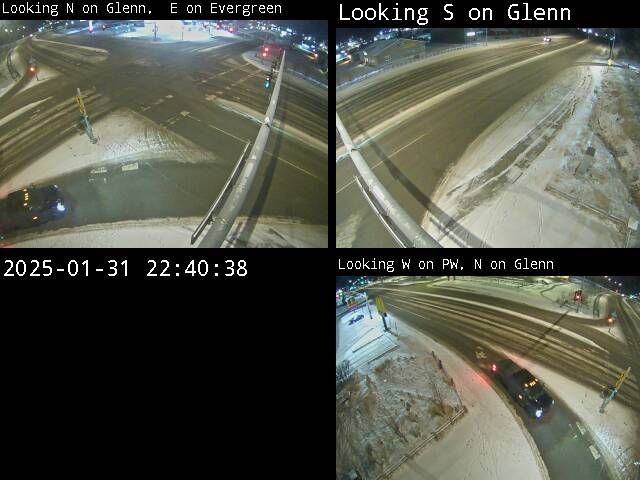 Looking N on Glenn,  E on Evergreen
Looking S on Glenn
2025-01-31 22:40:38
Looking W on PW, N on Glenn